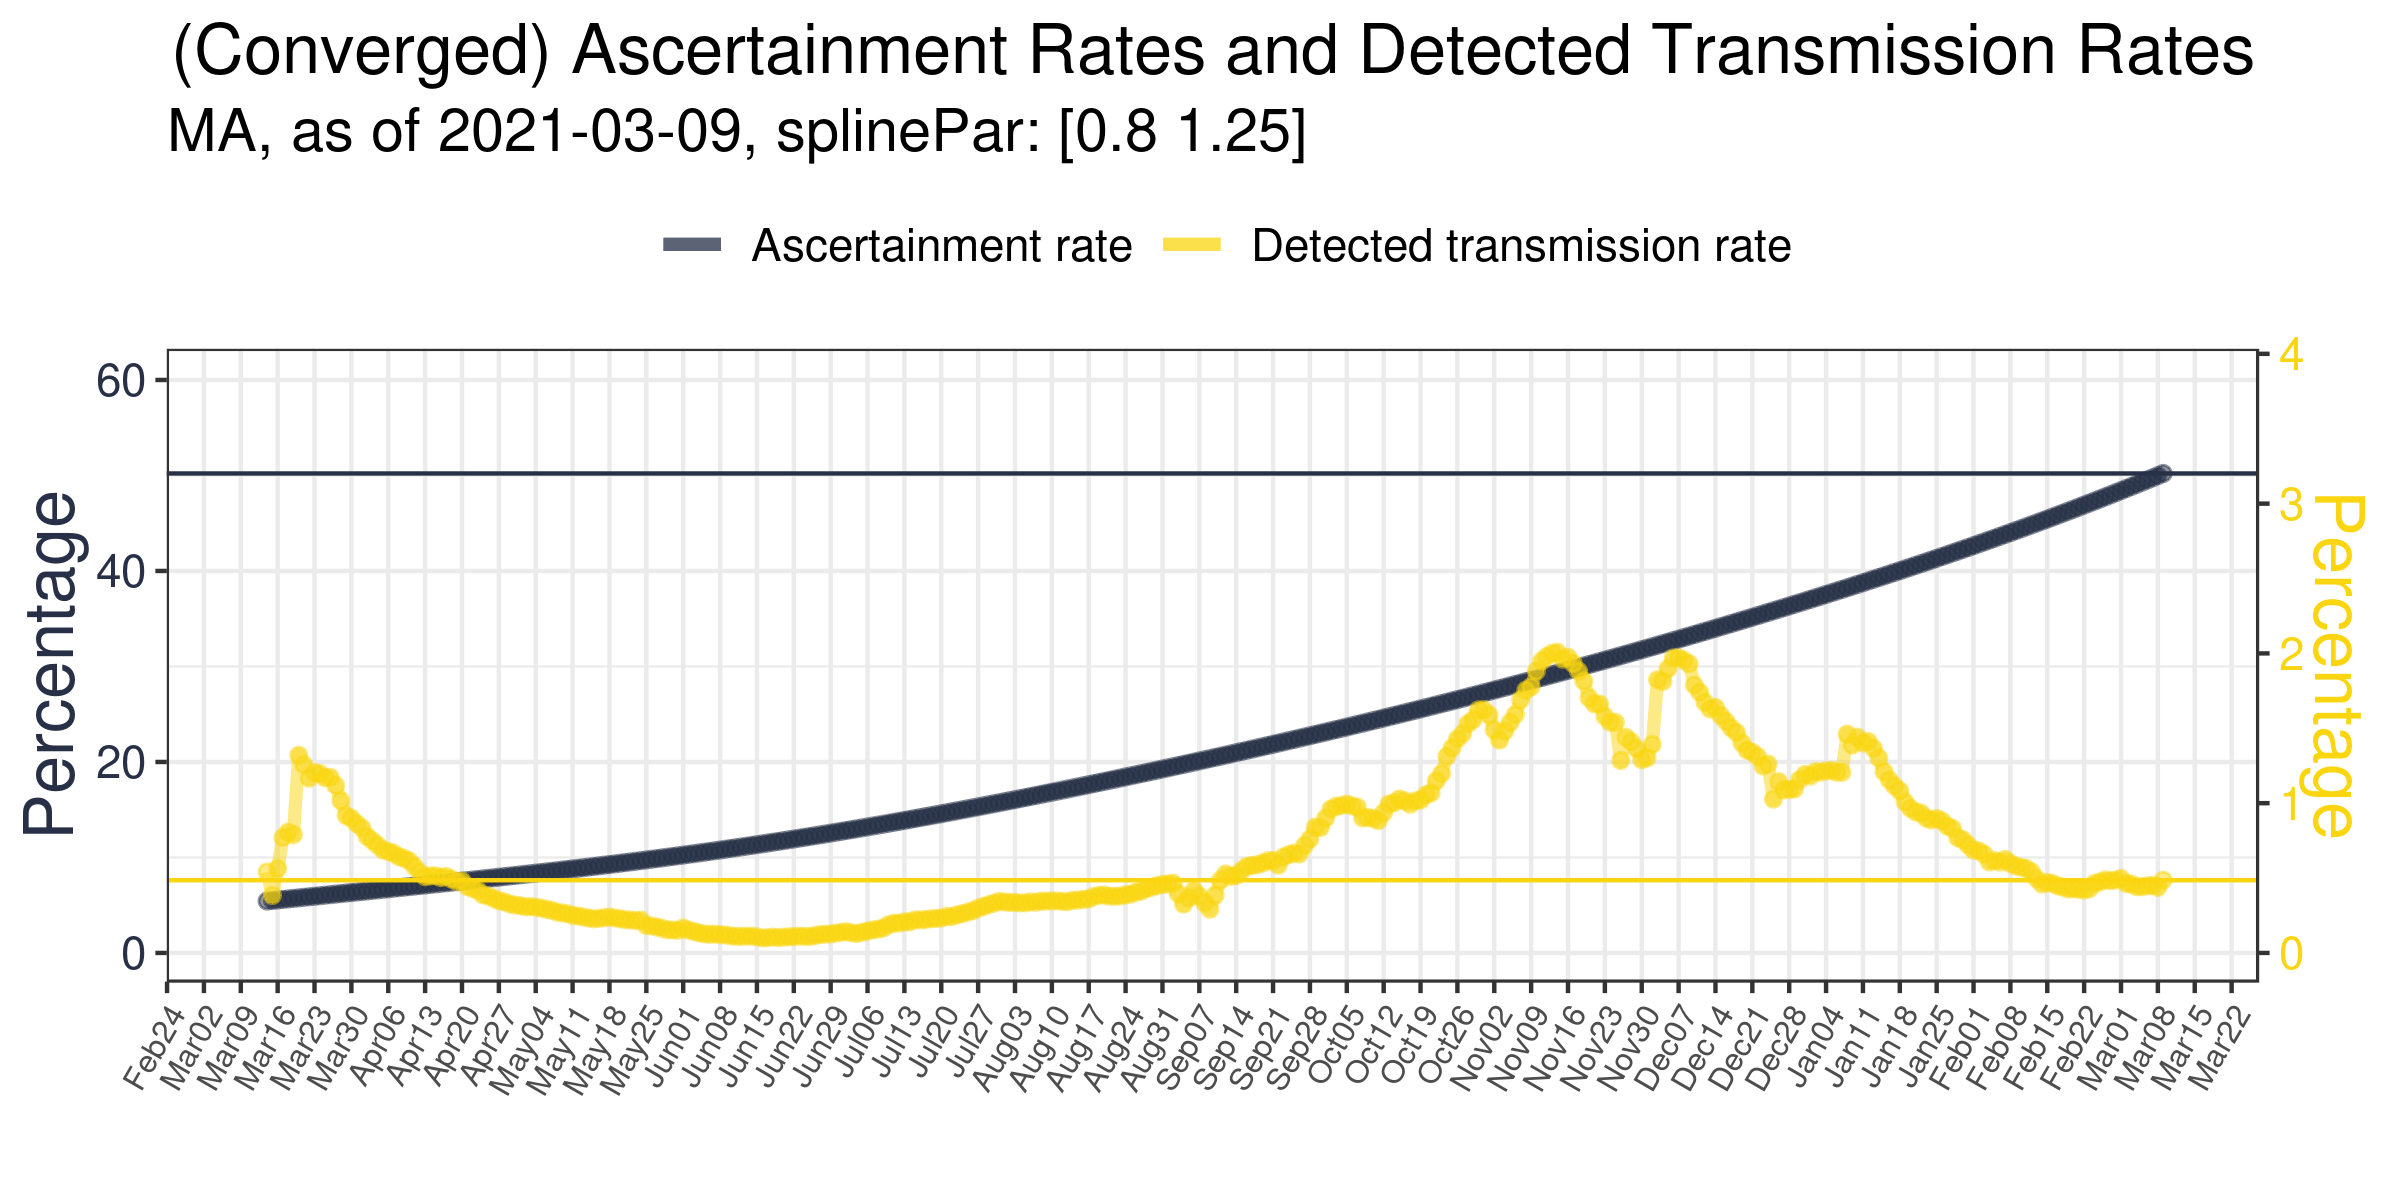 (Converged) Ascertainment Rates and Detected Transmission Rates
MA, as of 2021-03-09, splinePar: [0.8 1.25]
Ascertainment rate
Detected transmission rate
Percentage
60
40
20
0
4
3
2
1
0
Percentage
Feb24
Mar02
Mar09
Mar16
Mar23
Mar30
Apr06
Apr13
Apr20
Apr27
May04
May11
May18
May25
Jun01
Jun08
Jun15
Jun22
Jun29
Jul06
Jul13
Jul20
Jul27
Aug03
Aug10
Aug17
Aug24
Aug31
Sep07
Sep14
Sep21
Sep28
Oct05
Oct12
Oct19
Oct26
Nov02
Nov09
Nov16
Nov23
Nov30
Dec07
Dec14
Dec21
Dec28
Jan04
Jan11
Jan18
Jan25
Feb01
Feb08
Feb15
Feb22
Mar01
Mar08
Mar15
Mar22